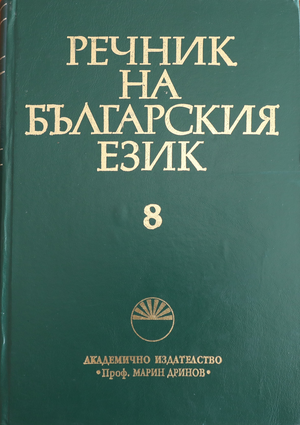 РЕЧНИК
НА
БЪЛГАРСКИЯ
ЕЗИК
8
АКАДЕМИЧНО ИЗДАТЕЛСТВО
•Проф. МАРИН ДРИНОВ•